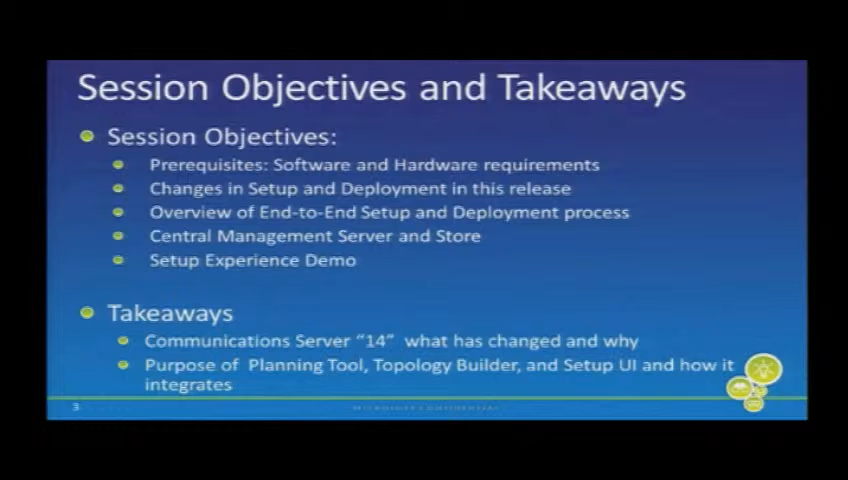 Session Objectives and Takeaways
Session Objectives:
Prerequisites: Software and Hardware requirements
Changes in Setup and Deployment in this release
Overview of End-to-End Setup and Deployment process
Central Management Server and Store
Setup Experience Demo
Takeaways
Communications Server "14" what has changed and why
Purpose of Planning Tool, Topology Builder, and Setup UI and how it
integrates
3
MICROSOFT CONFIDENTIAL